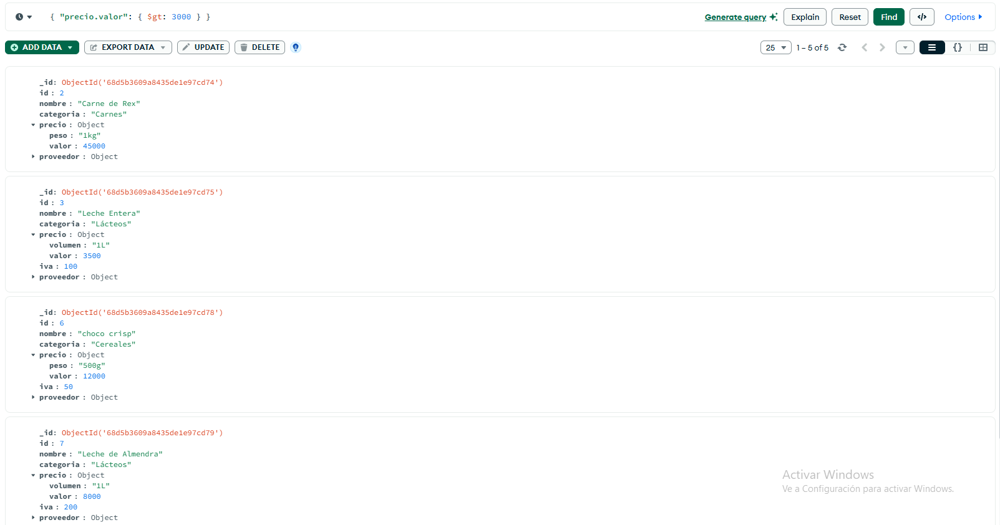 { "precio.valor": { $gt: 3000 } }
Generate query Explain Reset Find </> Options
ADD DATA EXPORT DATA UPDATE DELETE 25 1 – 5 of 5 {}
_id: ObjectId('68d5b3609a8435de1e97cd74')
id : 2
nombre : "Carne de Rex"
categoria : "Carnes"
precio : Object
peso : "1kg"
valor : 45000
proveedor : Object
_id: ObjectId('68d5b3609a8435de1e97cd75')
id : 3
nombre : "Leche Entera"
categoria : "Lácteos"
precio : Object
volumen : "1L"
valor : 3500
iva : 100
proveedor : Object
_id: ObjectId('68d5b3609a8435de1e97cd78')
id : 6
nombre : "choco crisp"
categoria : "Cereales"
precio : Object
peso : "500g"
valor : 12000
iva : 50
proveedor : Object
_id: ObjectId('68d5b3609a8435de1e97cd79')
id : 7
nombre : "Leche de Almendra"
categoria : "Lácteos"
precio : Object
volumen : "1L"
valor : 8000
iva : 200
proveedor : Object
Activar Windows
Ve a Configuración para activar Windows.